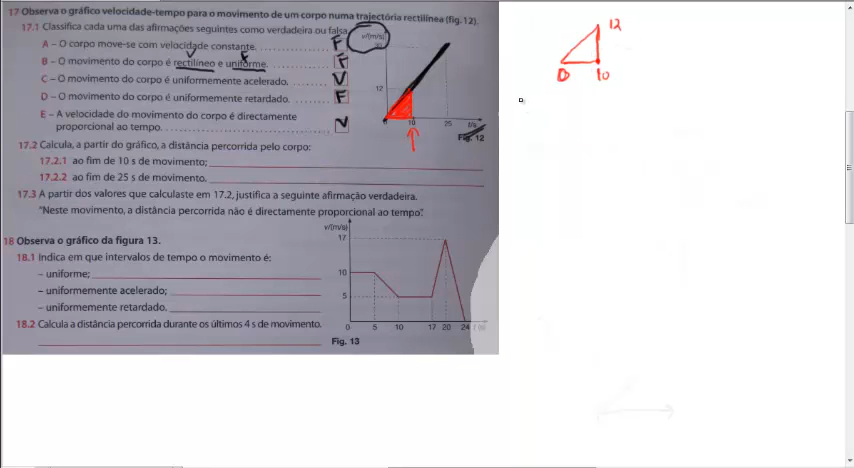 17 Observa o gráfico velocidade-tempo para o movimento de um corpo numa trajectória rectilínea (fig. 12).
17.1 Classifica cada uma das afirmações seguintes como verdadeira ou falsa.
A – O corpo move-se com velocidade constante. F
V F
B – O movimento do corpo é rectilíneo e uniforme. F
C – O movimento do corpo é uniformemente acelerado. V
D – O movimento do corpo é uniformemente retardado. F
E – A velocidade do movimento do corpo é directamente
proporcional ao tempo. V
v/(m/s)
30
12
0 10 25 t/s
Fig. 12
17.2 Calcula, a partir do gráfico, a distância percorrida pelo corpo:
17.2.1 ao fim de 10 s de movimento;
17.2.2 ao fim de 25 s de movimento.
17.3 A partir dos valores que calculaste em 17.2, justifica a seguinte afirmação verdadeira.
"Neste movimento, a distância percorrida não é directamente proporcional ao tempo".
18 Observa o gráfico da figura 13.
18.1 Indica em que intervalos de tempo o movimento é:
– uniforme;
– uniformemente acelerado;
– uniformemente retardado.
18.2 Calcula a distância percorrida durante os últimos 4 s de movimento.
v/(m/s)
17
10
5
0 5 10 17 20 24 t (s)
Fig. 13
12
0 10